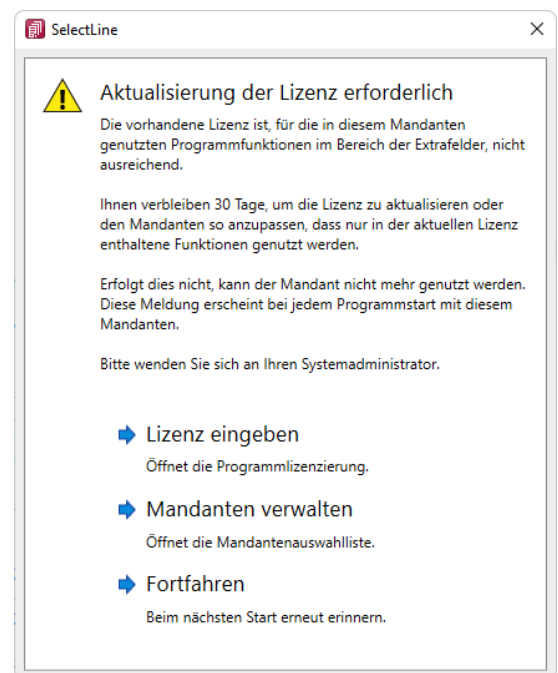 SelectLine
Aktualisierung der Lizenz erforderlich
Die vorhandene Lizenz ist, für die in diesem Mandanten
genutzten Programmfunktionen im Bereich der Extrafelder, nicht
ausreichend.
Ihnen verbleiben 30 Tage, um die Lizenz zu aktualisieren oder
den Mandanten so anzupassen, dass nur in der aktuellen Lizenz
enthaltene Funktionen genutzt werden.
Erfolgt dies nicht, kann der Mandant nicht mehr genutzt werden.
Diese Meldung erscheint bei jedem Programmstart mit diesem
Mandanten.
Bitte wenden Sie sich an Ihren Systemadministrator.
Lizenz eingeben
Öffnet die Programmlizenzierung.
Mandanten verwalten
Öffnet die Mandantenauswahlliste.
Fortfahren
Beim nächsten Start erneut erinnern.